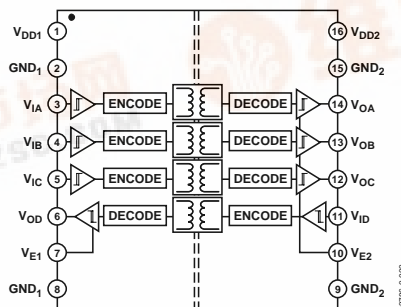 VDD1 1 16 VDD2
GND1 2 15 GND2
VIA 3 ENCODE DECODE 14 VOA
VIB 4 ENCODE DECODE 13 VOB
VIC 5 ENCODE DECODE 12 VOC
VOD 6 DECODE ENCODE 11 VID
VE1 7 10 VE2
GND1 8 9 GND2